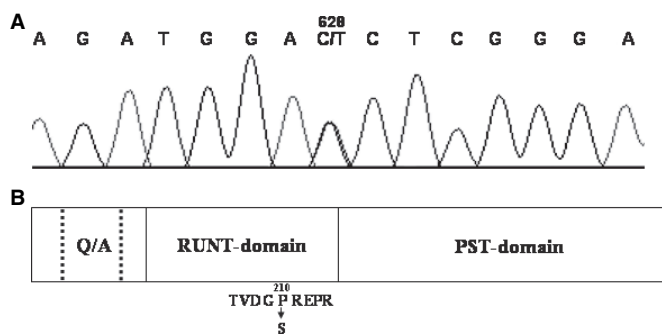 A
628
A G A T G G A C/T C T C G G G A
B
Q/A RUNT-domain PST-domain
210
TVDG P REPR
S